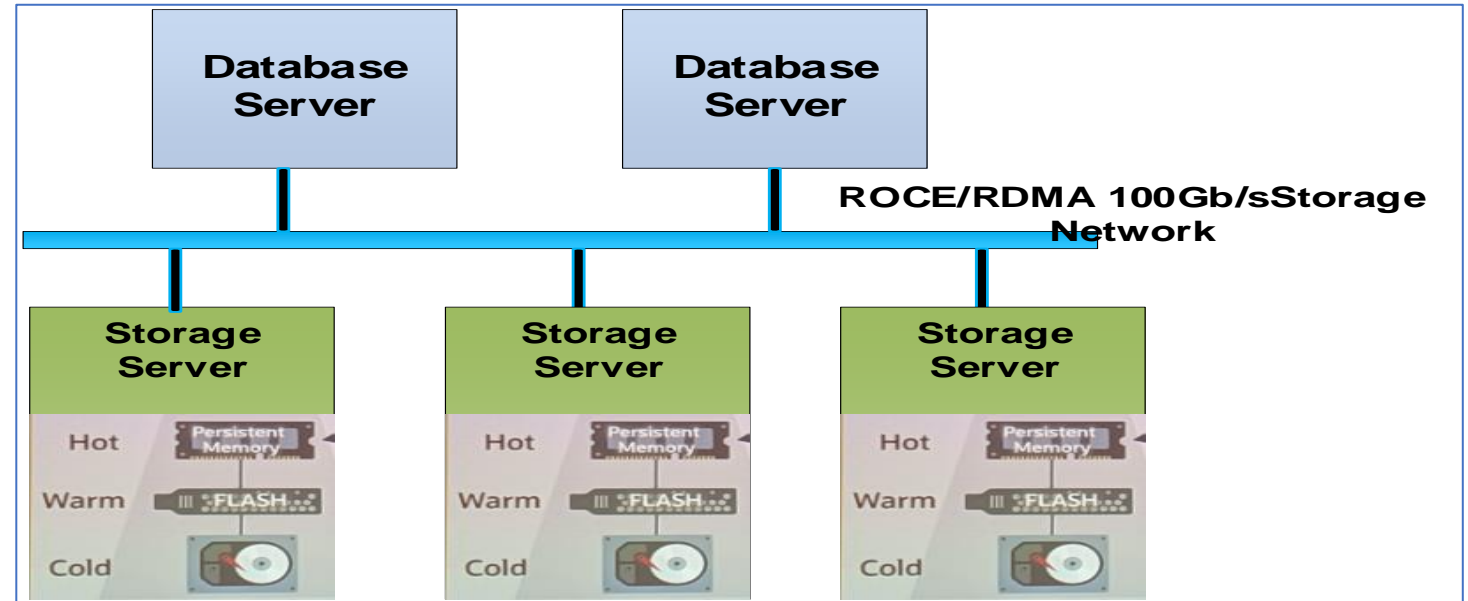 Database
Server
Database
Server
ROCE/RDMA 100Gb/sStorage
Network
Storage
Server
Storage
Server
Storage
Server
Hot
Persistent
Memory
Warm
FLASH
Cold
Hot
Persistent
Memory
Warm
FLASH
Cold
Hot
Persistent
Memory
Warm
FLASH
Cold